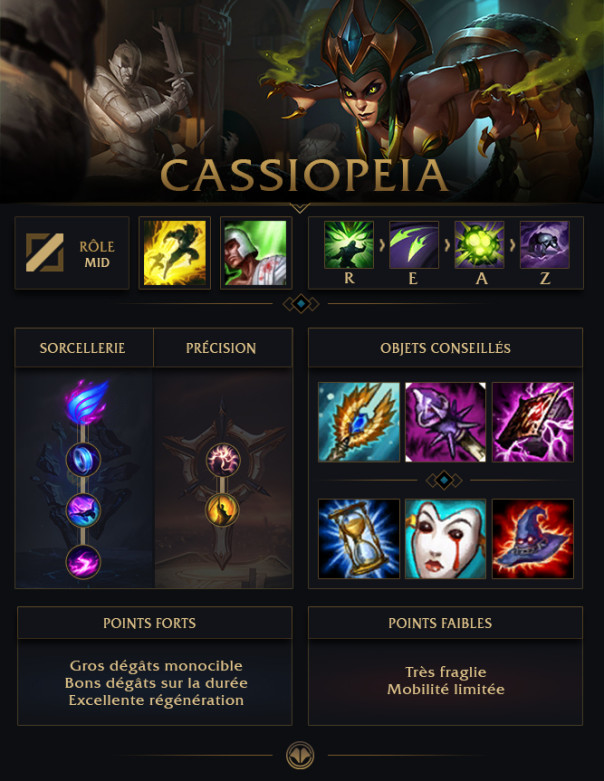 CASSIOPEIA
RÔLE
MID
R
E
A
Z
SORCELLERIE
PRÉCISION
OBJETS CONSEILLÉS
POINTS FORTS
POINTS FAIBLES
Gros dégâts monocible
Bons dégâts sur la durée
Excellente régénération
Très fraglie
Mobilité limitée